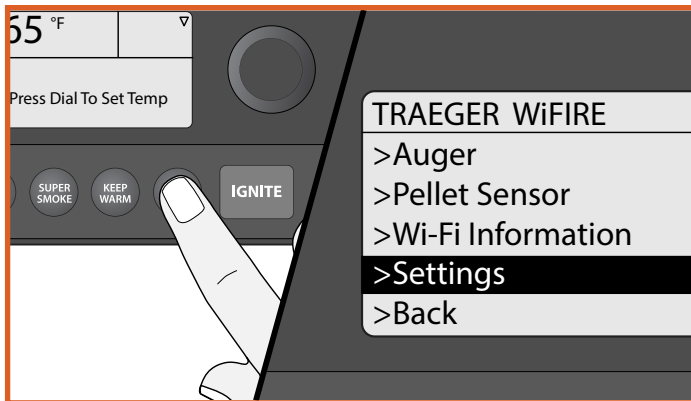 65 °F
Press Dial To Set Temp
SUPER
SMOKE
KEEP
WARM
IGNITE
TRAEGER WiFIRE
>Auger
>Pellet Sensor
>Wi-Fi Information
>Settings
>Back